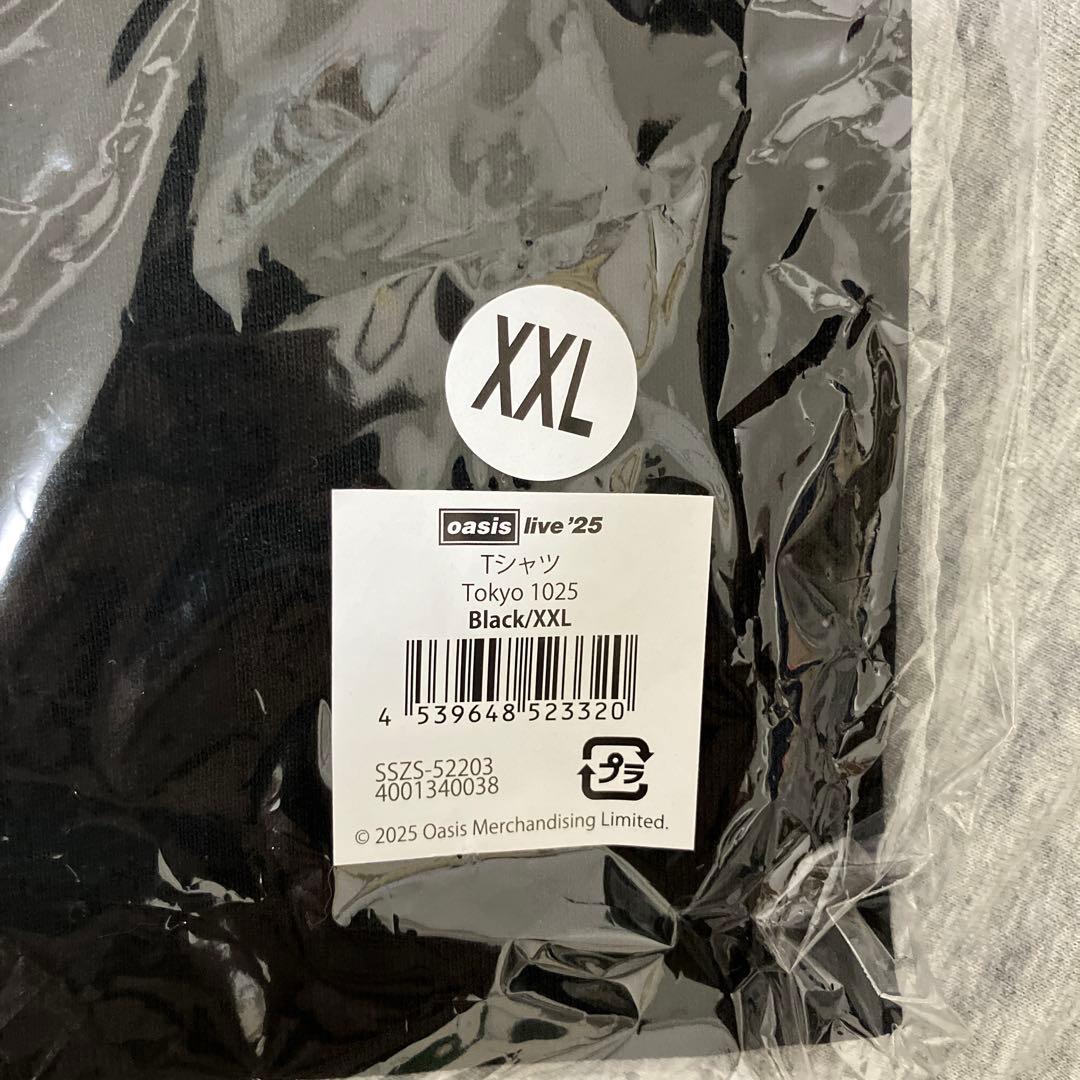 XXL
oasis live '25
Tシャツ
Tokyo 1025
Black/XXL
4 539648 523320
SSZS-52203
4001340038
プラ
© 2025 Oasis Merchandising Limited.